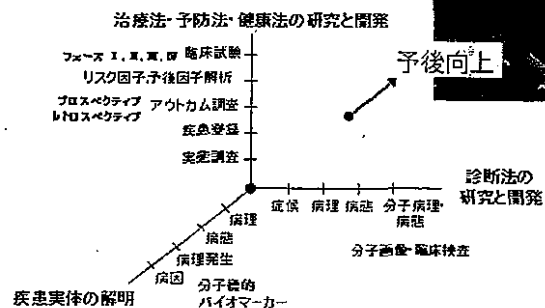 治療法・予防法・健康法の研究と開発
フェーズ I, II, III, IV 臨床試験
リスク因子,予後因子解析
プロスペクティブ アウトカム調査
レトロスペクティブ
疾患登録
実態調査
予後向上
診断法の
研究と開発
症候 病理 病態 分子病理・
病態
分子画像・臨床検査
病理
病態
病理発生
病因
分子標的
バイオマーカー
疾患実体の解明